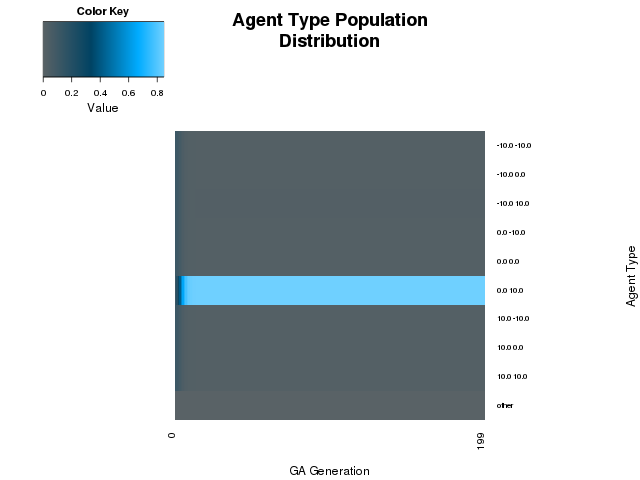 Color Key
Agent Type Population
Distribution
0 0.2 0.4 0.6 0.8
Value
-10.0 -10.0
-10.0 0.0
-10.0 10.0
0.0 -10.0
0.0 0.0
0.0 10.0
10.0 -10.0
10.0 0.0
10.0 10.0
other
Agent Type
0 199
GA Generation